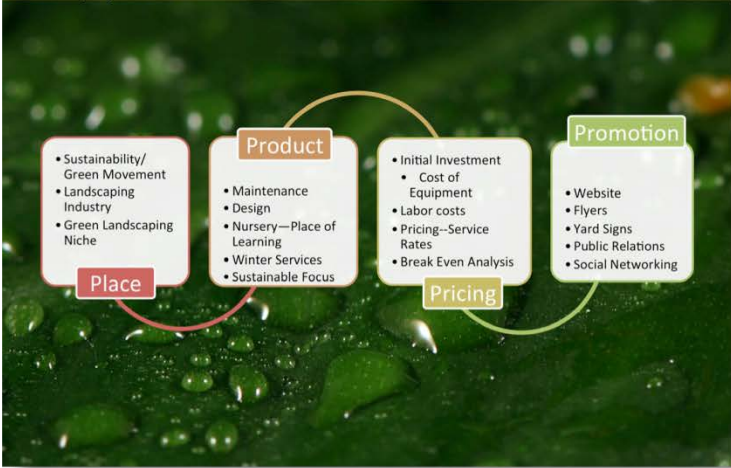 • Sustainability/
Green Movement
• Landscaping
Industry
• Green Landscaping
Niche
Place
Product
• Maintenance
• Design
• Nursery—Place of
Learning
• Winter Services
• Sustainable Focus
• Initial Investment
• Cost of
Equipment
• Labor costs
• Pricing--Service
Rates
• Break Even Analysis
Pricing
Promotion
• Website
• Flyers
• Yard Signs
• Public Relations
• Social Networking